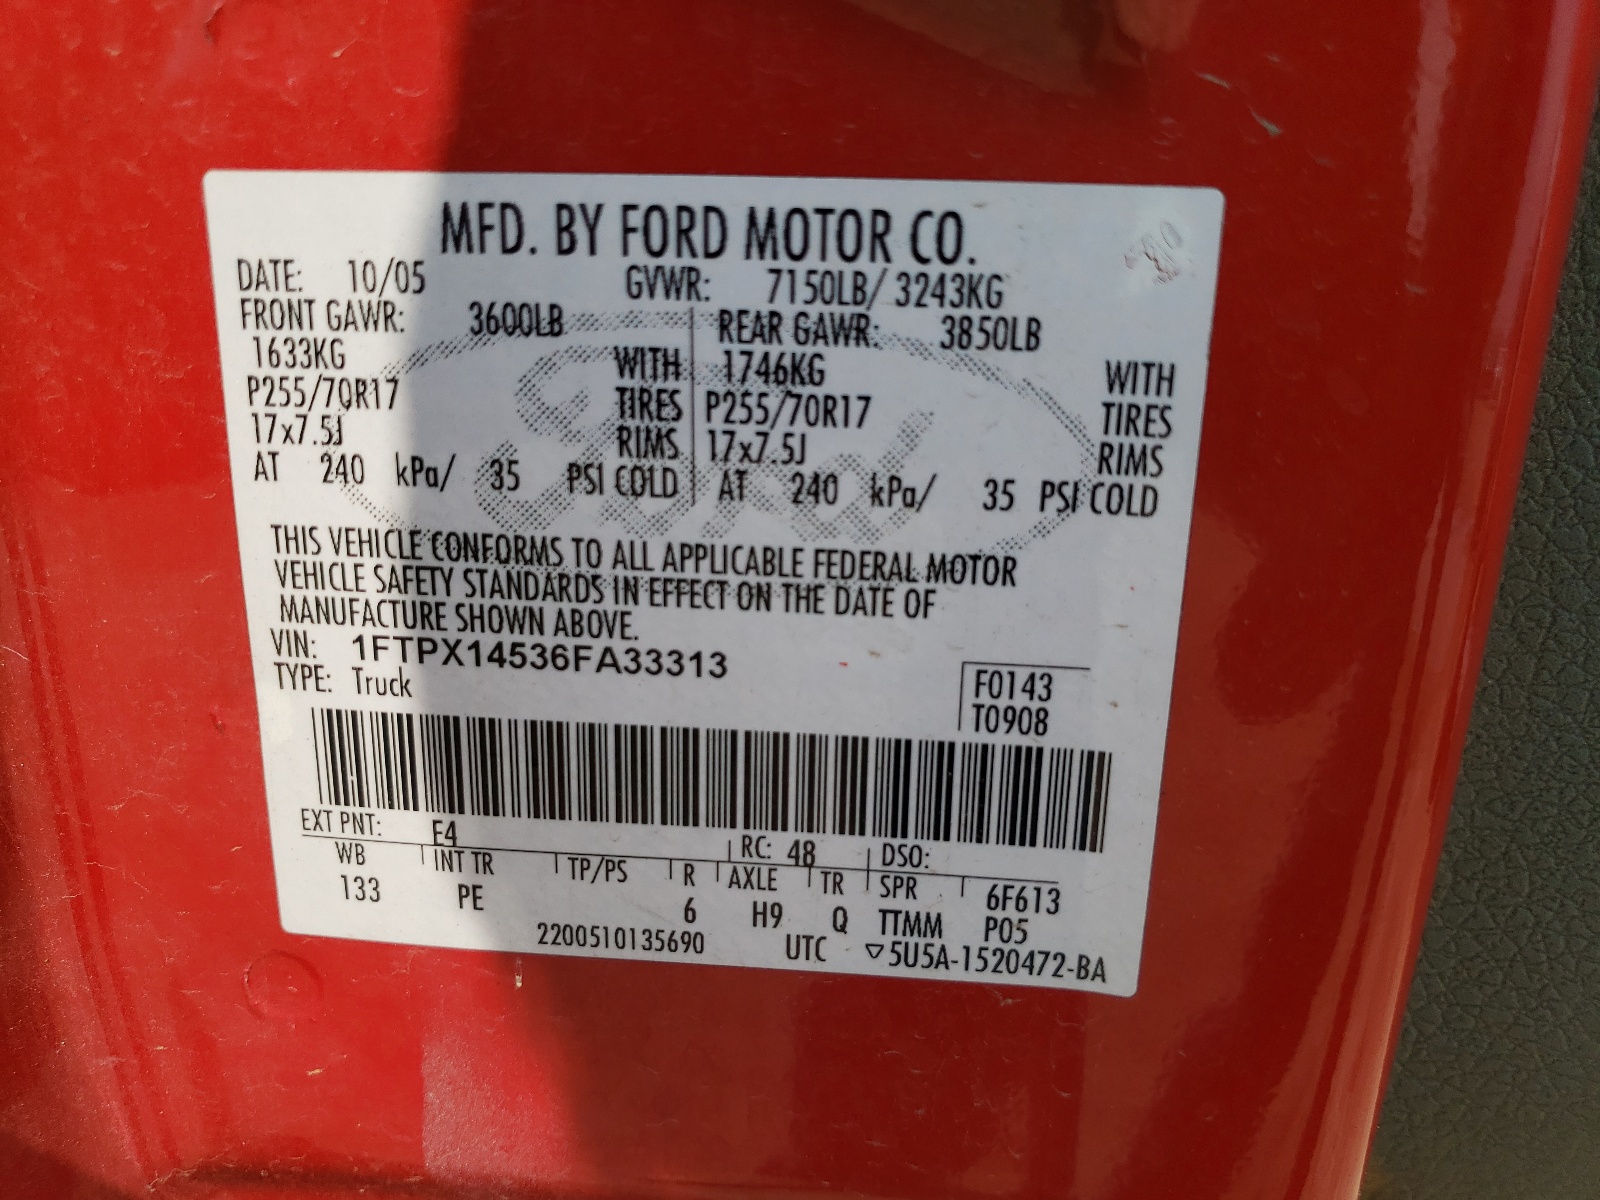 MFD. BY FORD MOTOR CO.
DATE: 10/05 GVWR: 7150LB/ 3243KG
FRONT GAWR: 3600LB REAR GAWR: 3850LB
1633KG WITH 1746KG WITH
P255/70R17 TIRES P255/70R17 TIRES
17x7.5J RIMS 17x7.5J RIMS
AT 240 kPa/ 35 PSI COLD AT 240 kPa/ 35 PSI COLD
Ford
THIS VEHICLE CONFORMS TO ALL APPLICABLE FEDERAL MOTOR
VEHICLE SAFETY STANDARDS IN EFFECT ON THE DATE OF
MANUFACTURE SHOWN ABOVE.
VIN: 1FTPX14536FA33313
TYPE: Truck
F0143
T0908
EXT PNT: E4 RC: 48 DSO:
WB INT TR TP/PS R AXLE TR SPR 6F613
133 PE 6 H9 Q TTMM P05
2200510135690 UTC ▽5U5A-1520472-BA